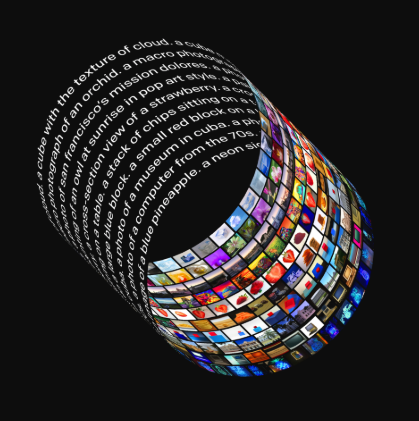 a cube with the texture of cloud. a cube
photograph of an orchid. a macro photo
of san francisco's mission dolores.
of an owl at sunrise in pop art style.
cross-section view of a strawberry. a
a table. a stack of chips sitting on a
blue block. a small red block on
a photo of a museum in cuba. a ph
photo of a computer from the 70s.
blue pineapple. a neon